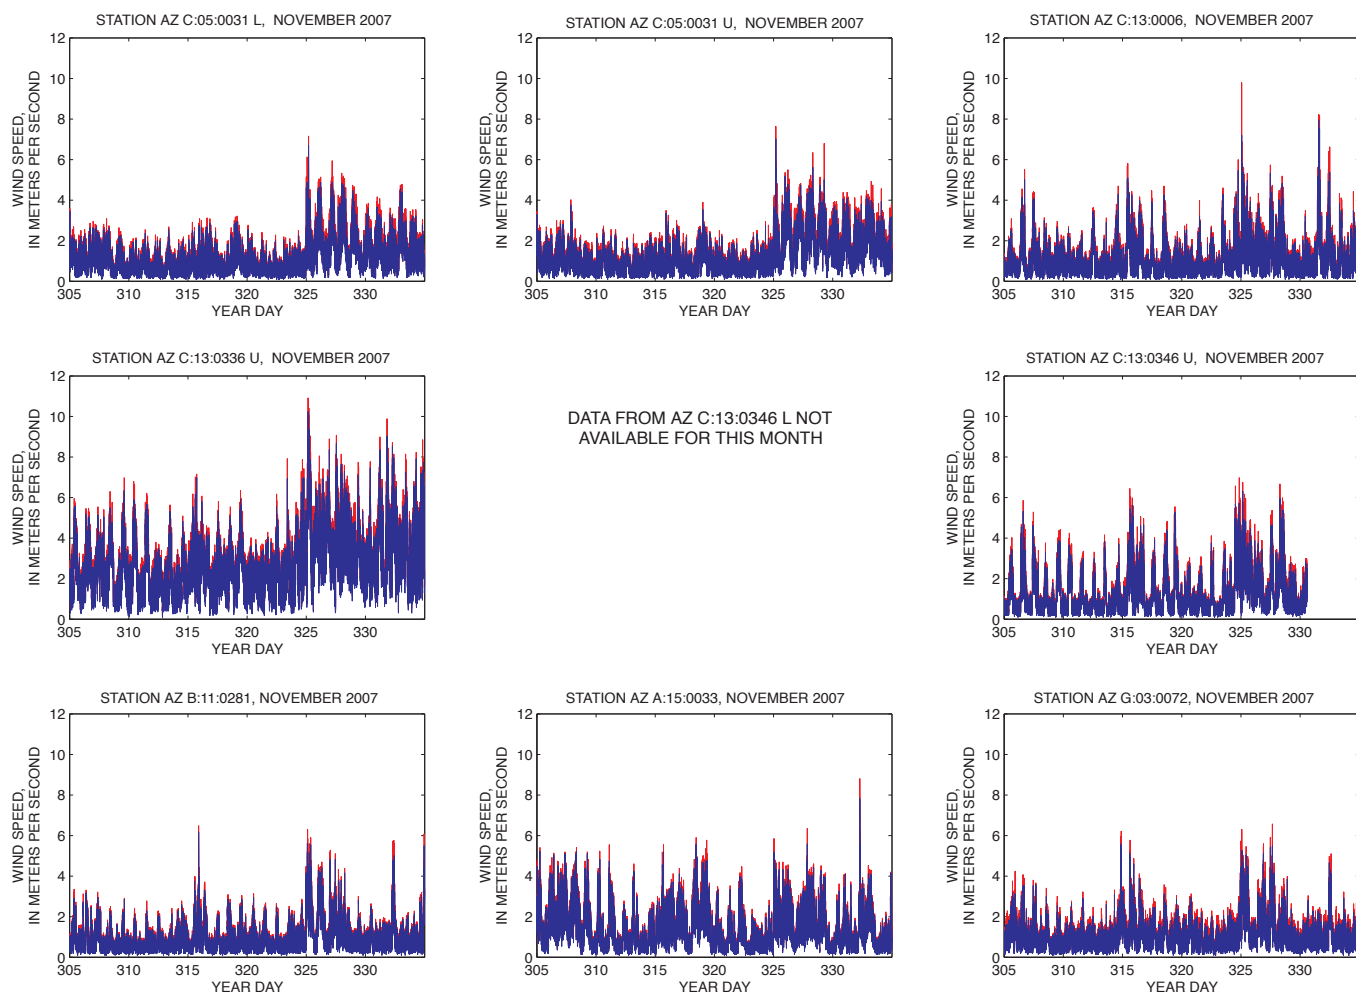 STATION AZ C:05:0031 L, NOVEMBER 2007
12
10
8
6
4
2
0
WIND SPEED,
IN METERS PER SECOND
305 310 315 320 325 330
YEAR DAY
STATION AZ C:05:0031 U, NOVEMBER 2007
12
10
8
6
4
2
0
WIND SPEED,
IN METERS PER SECOND
305 310 315 320 325 330
YEAR DAY
STATION AZ C:13:0006, NOVEMBER 2007
12
10
8
6
4
2
0
WIND SPEED,
IN METERS PER SECOND
305 310 315 320 325 330
YEAR DAY
STATION AZ C:13:0336 U, NOVEMBER 2007
12
10
8
6
4
2
0
WIND SPEED,
IN METERS PER SECOND
305 310 315 320 325 330
YEAR DAY
DATA FROM AZ C:13:0346 L NOT
AVAILABLE FOR THIS MONTH
STATION AZ C:13:0346 U, NOVEMBER 2007
12
10
8
6
4
2
0
WIND SPEED,
IN METERS PER SECOND
305 310 315 320 325 330
YEAR DAY
STATION AZ B:11:0281, NOVEMBER 2007
12
10
8
6
4
2
0
WIND SPEED,
IN METERS PER SECOND
305 310 315 320 325 330
YEAR DAY
STATION AZ A:15:0033, NOVEMBER 2007
12
10
8
6
4
2
0
WIND SPEED,
IN METERS PER SECOND
305 310 315 320 325 330
YEAR DAY
STATION AZ G:03:0072, NOVEMBER 2007
12
10
8
6
4
2
0
WIND SPEED,
IN METERS PER SECOND
305 310 315 320 325 330
YEAR DAY